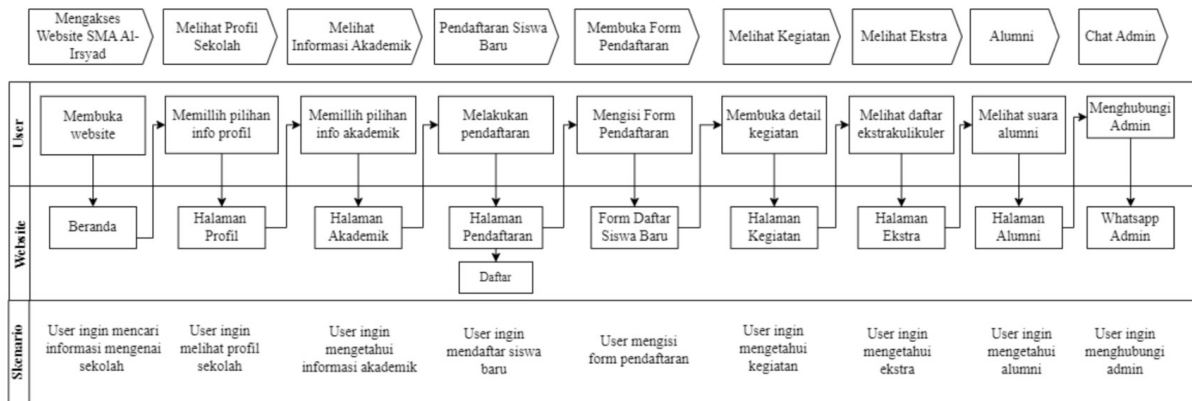 Mengakses
Website SMA Al-
Irsyad
Melihat Profil
Sekolah
Melihat
Informasi Akademik
Pendaftaran Siswa
Baru
Membuka Form
Pendaftaran
Melihat Kegiatan
Melihat Ekstra
Alumni
Chat Admin
User
Membuka
website
Memillih pilihan
info profil
Memillih pilihan
info akademik
Melakukan
pendaftaran
Mengisi Form
Pendaftaran
Membuka detail
kegiatan
Melihat daftar
ekstrakulikuler
Melihat suara
alumni
Menghubungi
Admin
Website
Beranda
Halaman
Profil
Halaman
Akademik
Halaman
Pendaftaran
Daftar
Form Daftar
Siswa Baru
Halaman
Kegiatan
Halaman
Ekstra
Halaman
Alumni
Whatsapp
Admin
Skenario
User ingin mencari
informasi mengenai
sekolah
User ingin
melihat profil
sekolah
User ingin
mengetahui
informasi akademik
User ingin
mendaftar siswa
baru
User mengisi
form pendaftaran
User ingin
mengetahui
kegiatan
User ingin
mengetahui
ekstra
User ingin
mengetahui
alumni
User ingin
menghubungi
admin